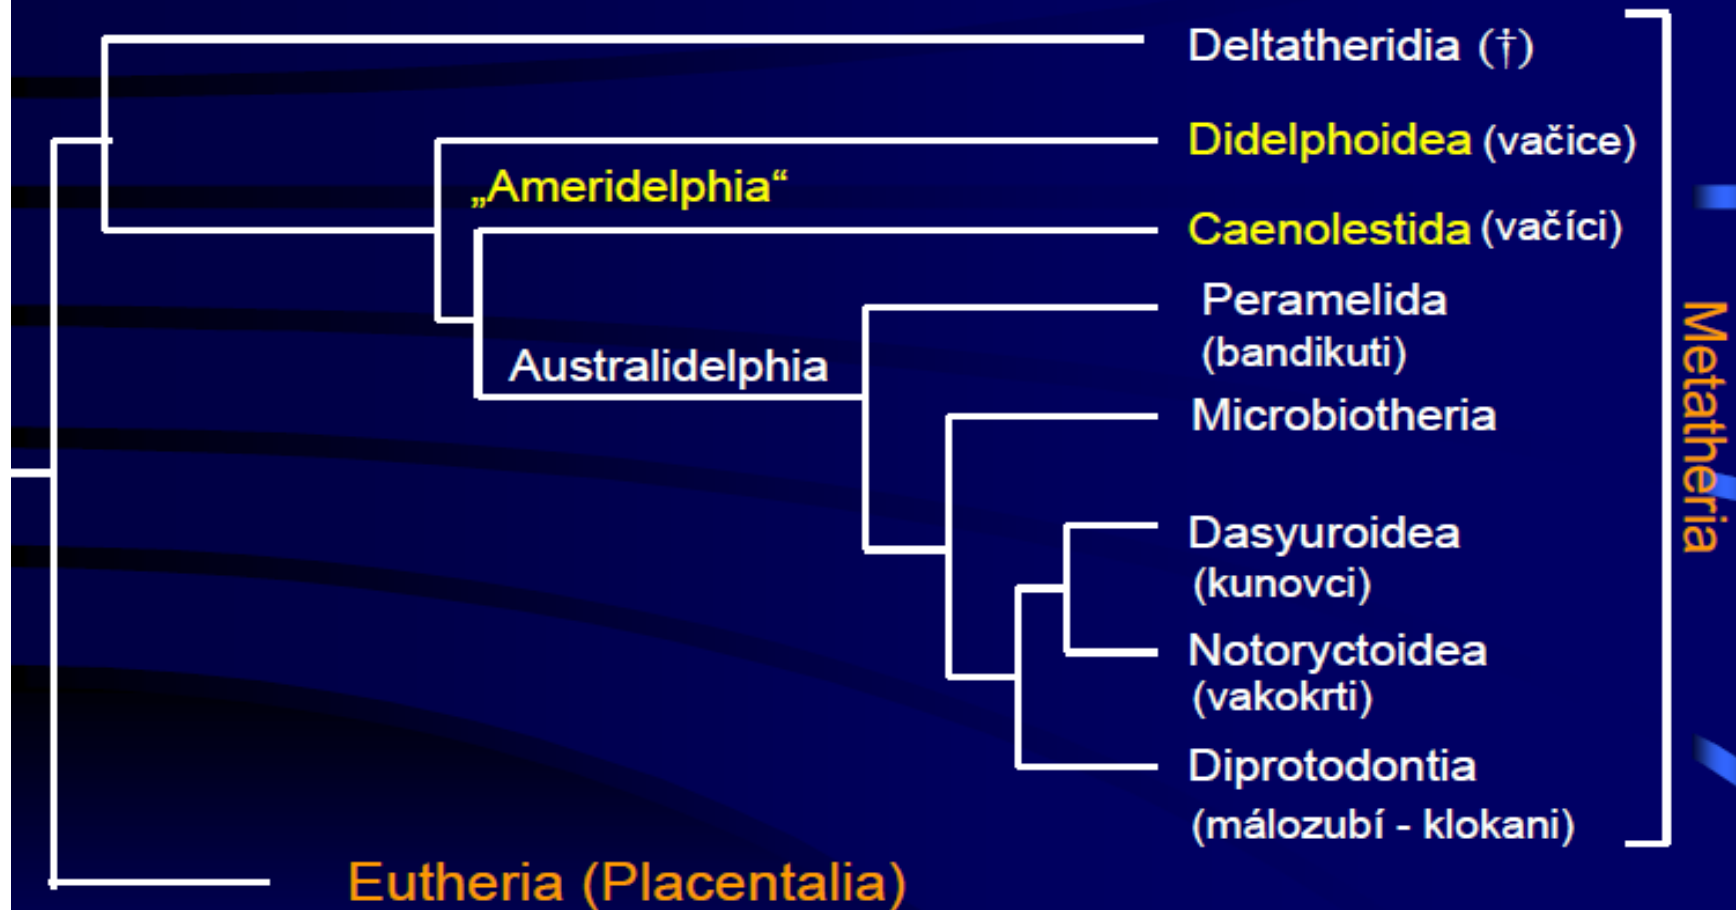 Deltatheridia (†)
Didelphoidea (vačice)
„Ameridelphia“
Caenolestida (vačíci)
Peramelida
(bandikuti)
Australidelphia
Microbiotheria
Metatheria
Dasyuroidea
(kunovci)
Notoryctoidea
(vakokrti)
Diprotodontia
(málozubí - klokani)
Eutheria (Placentalia)